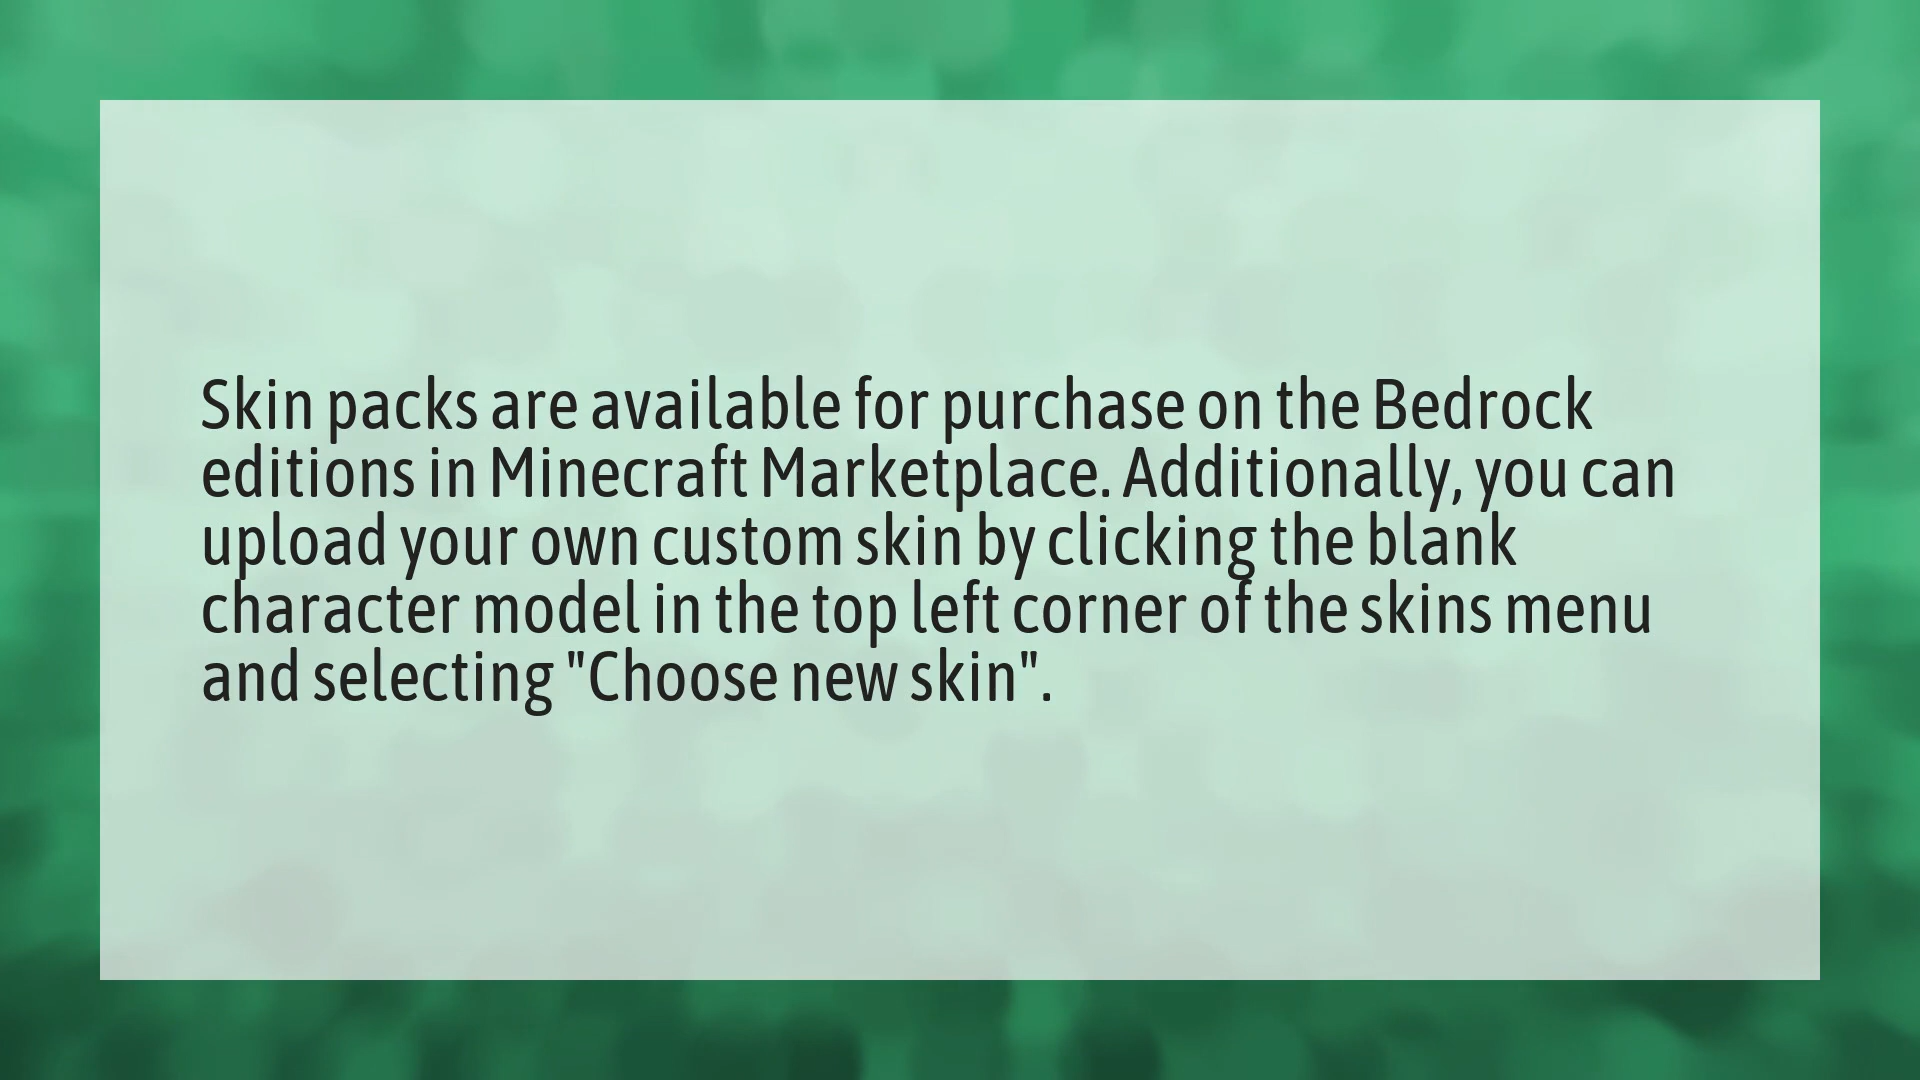 Skin packs are available for purchase on the Bedrock
editions in Minecraft Marketplace. Additionally, you can
upload your own custom skin by clicking the blank
character model in the top left corner of the skins menu
and selecting "Choose new skin".